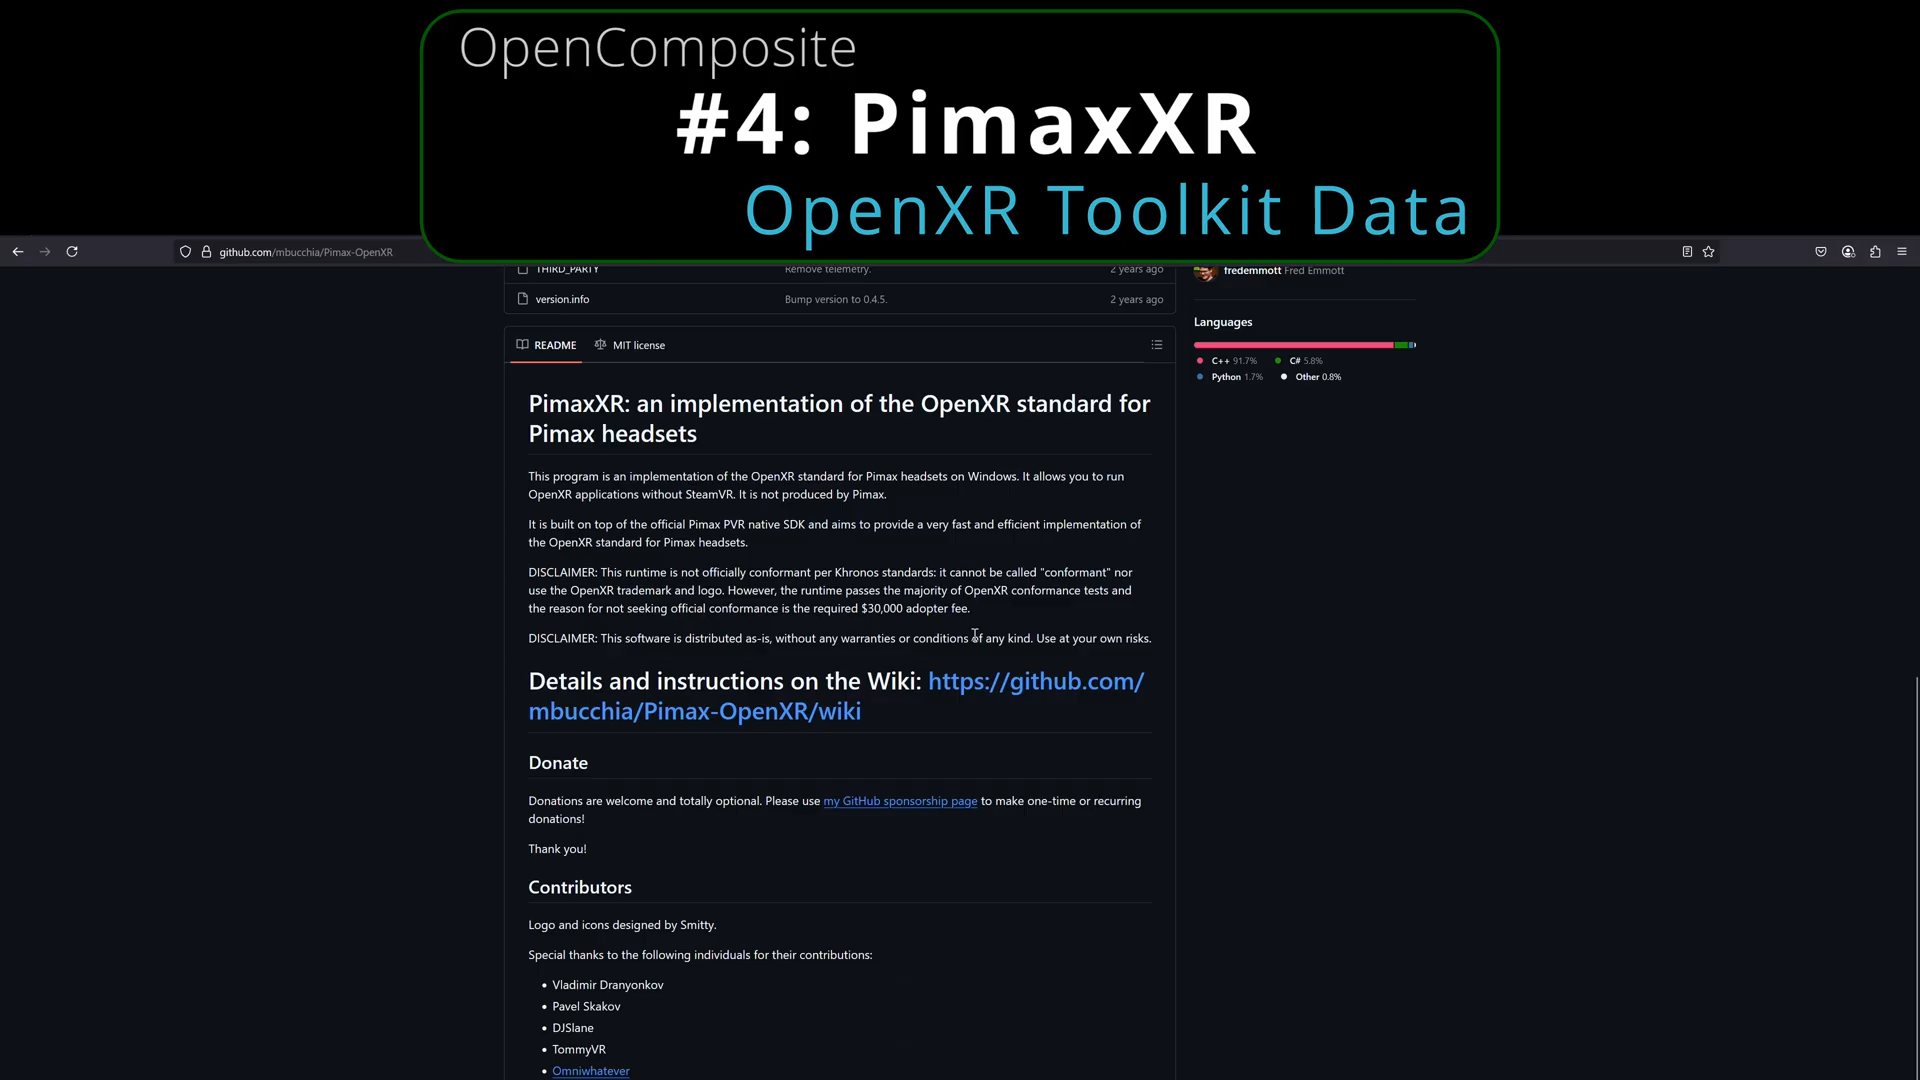 OpenComposite
#4: PimaxXR
OpenXR Toolkit Data
github.com/mbucchia/Pimax-OpenXR
THIRD_PARTY Remove telemetry. 2 years ago
fredemmott Fred Emmott
version.info Bump version to 0.4.5. 2 years ago
Languages
README MIT license
C++ 91.7% C# 5.8%
Python 1.7% Other 0.8%
PimaxXR: an implementation of the OpenXR standard for
Pimax headsets
This program is an implementation of the OpenXR standard for Pimax headsets on Windows. It allows you to run
OpenXR applications without SteamVR. It is not produced by Pimax.
It is built on top of the official Pimax PVR native SDK and aims to provide a very fast and efficient implementation of
the OpenXR standard for Pimax headsets.
DISCLAIMER: This runtime is not officially conformant per Khronos standards: it cannot be called "conformant" nor
use the OpenXR trademark and logo. However, the runtime passes the majority of OpenXR conformance tests and
the reason for not seeking official conformance is the required $30,000 adopter fee.
DISCLAIMER: This software is distributed as-is, without any warranties or conditions of any kind. Use at your own risks.
Details and instructions on the Wiki: https://github.com/
mbucchia/Pimax-OpenXR/wiki
Donate
Donations are welcome and totally optional. Please use my GitHub sponsorship page to make one-time or recurring
donations!
Thank you!
Contributors
Logo and icons designed by Smitty.
Special thanks to the following individuals for their contributions:
• Vladimir Dranyonkov
• Pavel Skakov
• DJSlane
• TommyVR
• Omniwhatever